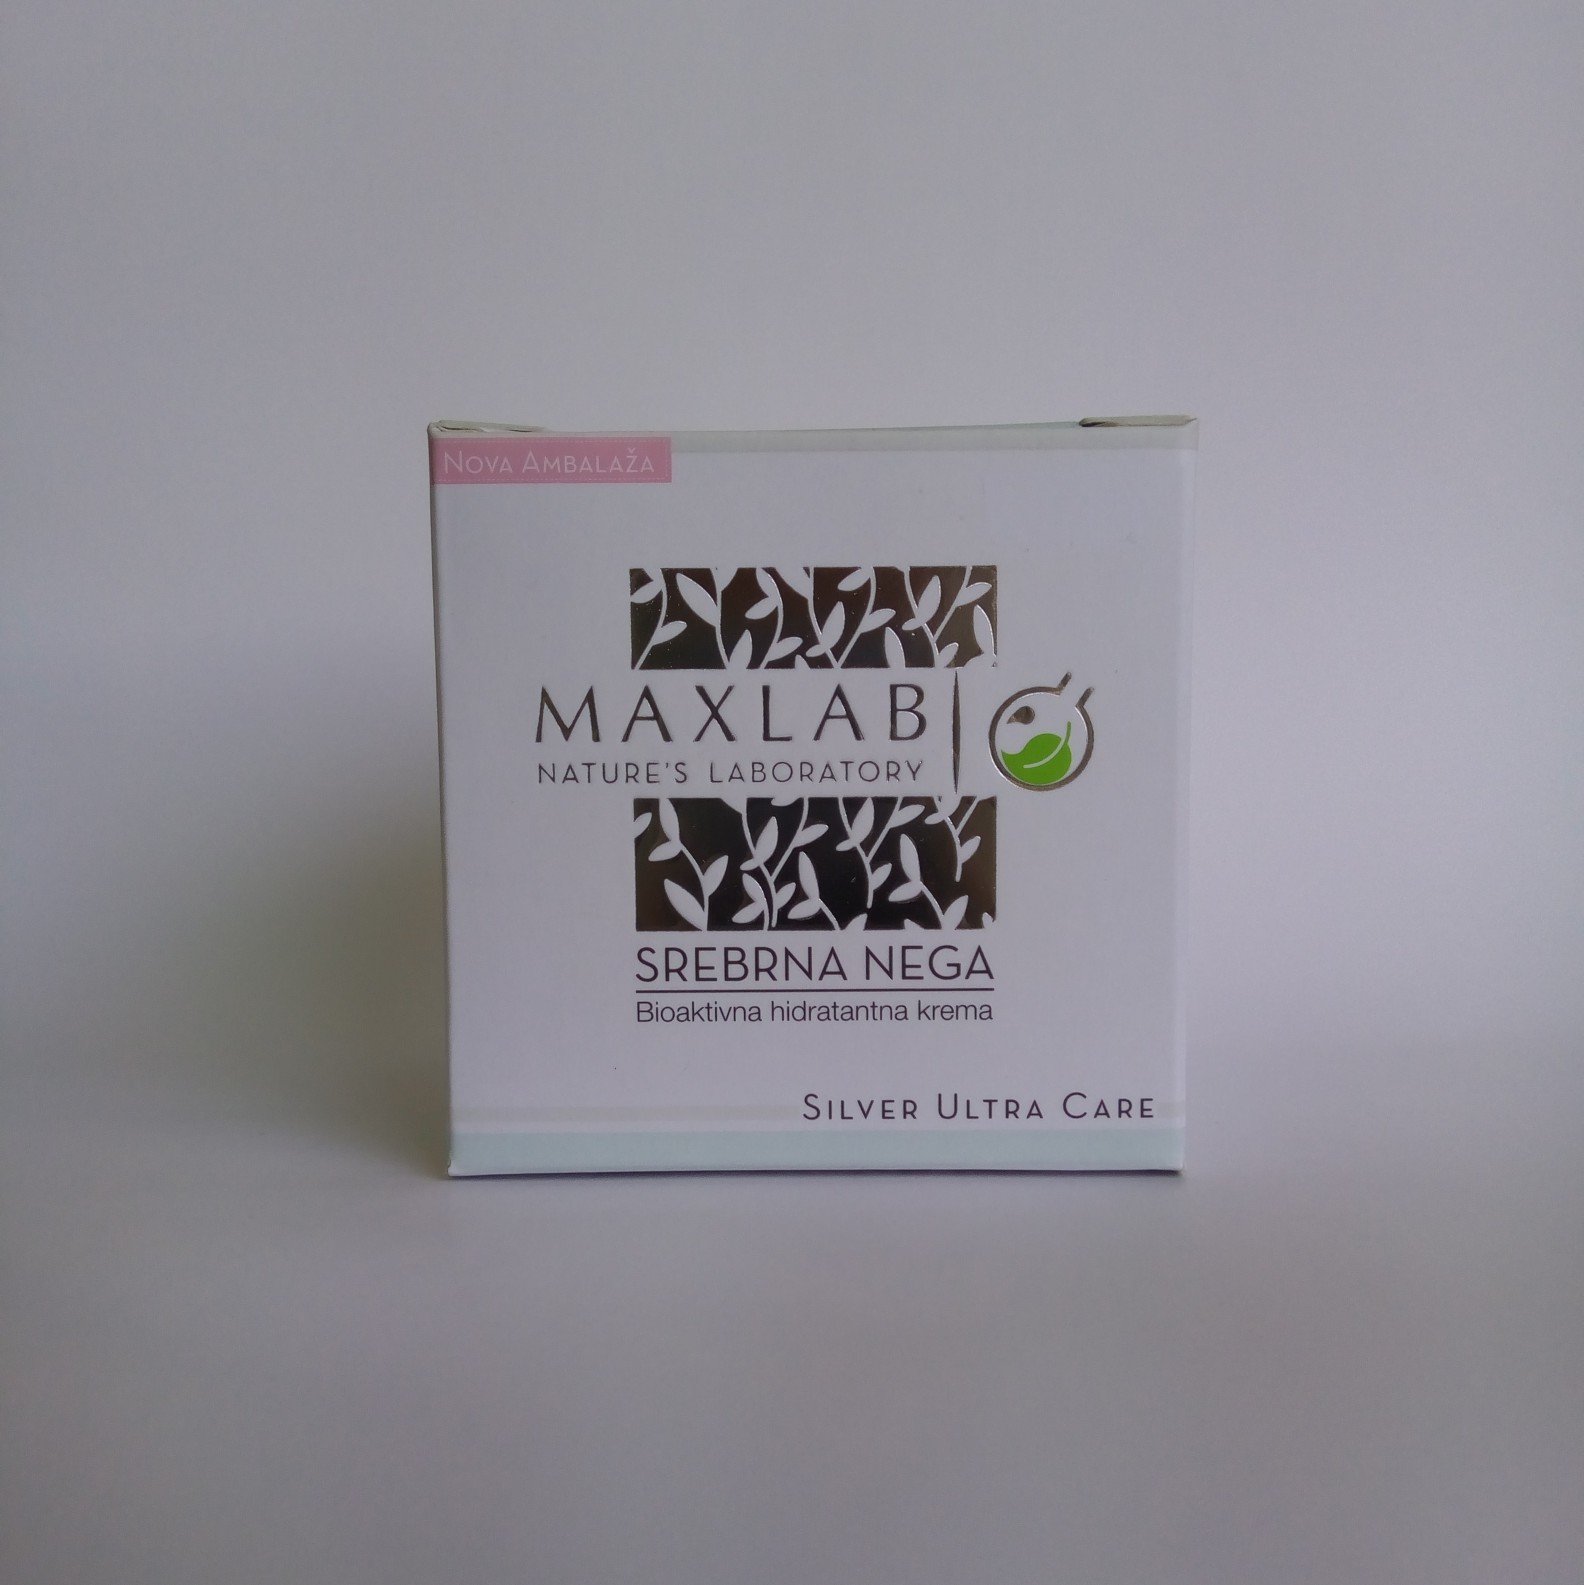 Nova Ambalaža
MAXLAB
NATURE'S LABORATORY
SREBRNA NEGA
Bioaktivna hidratantna krema
Silver Ultra Care